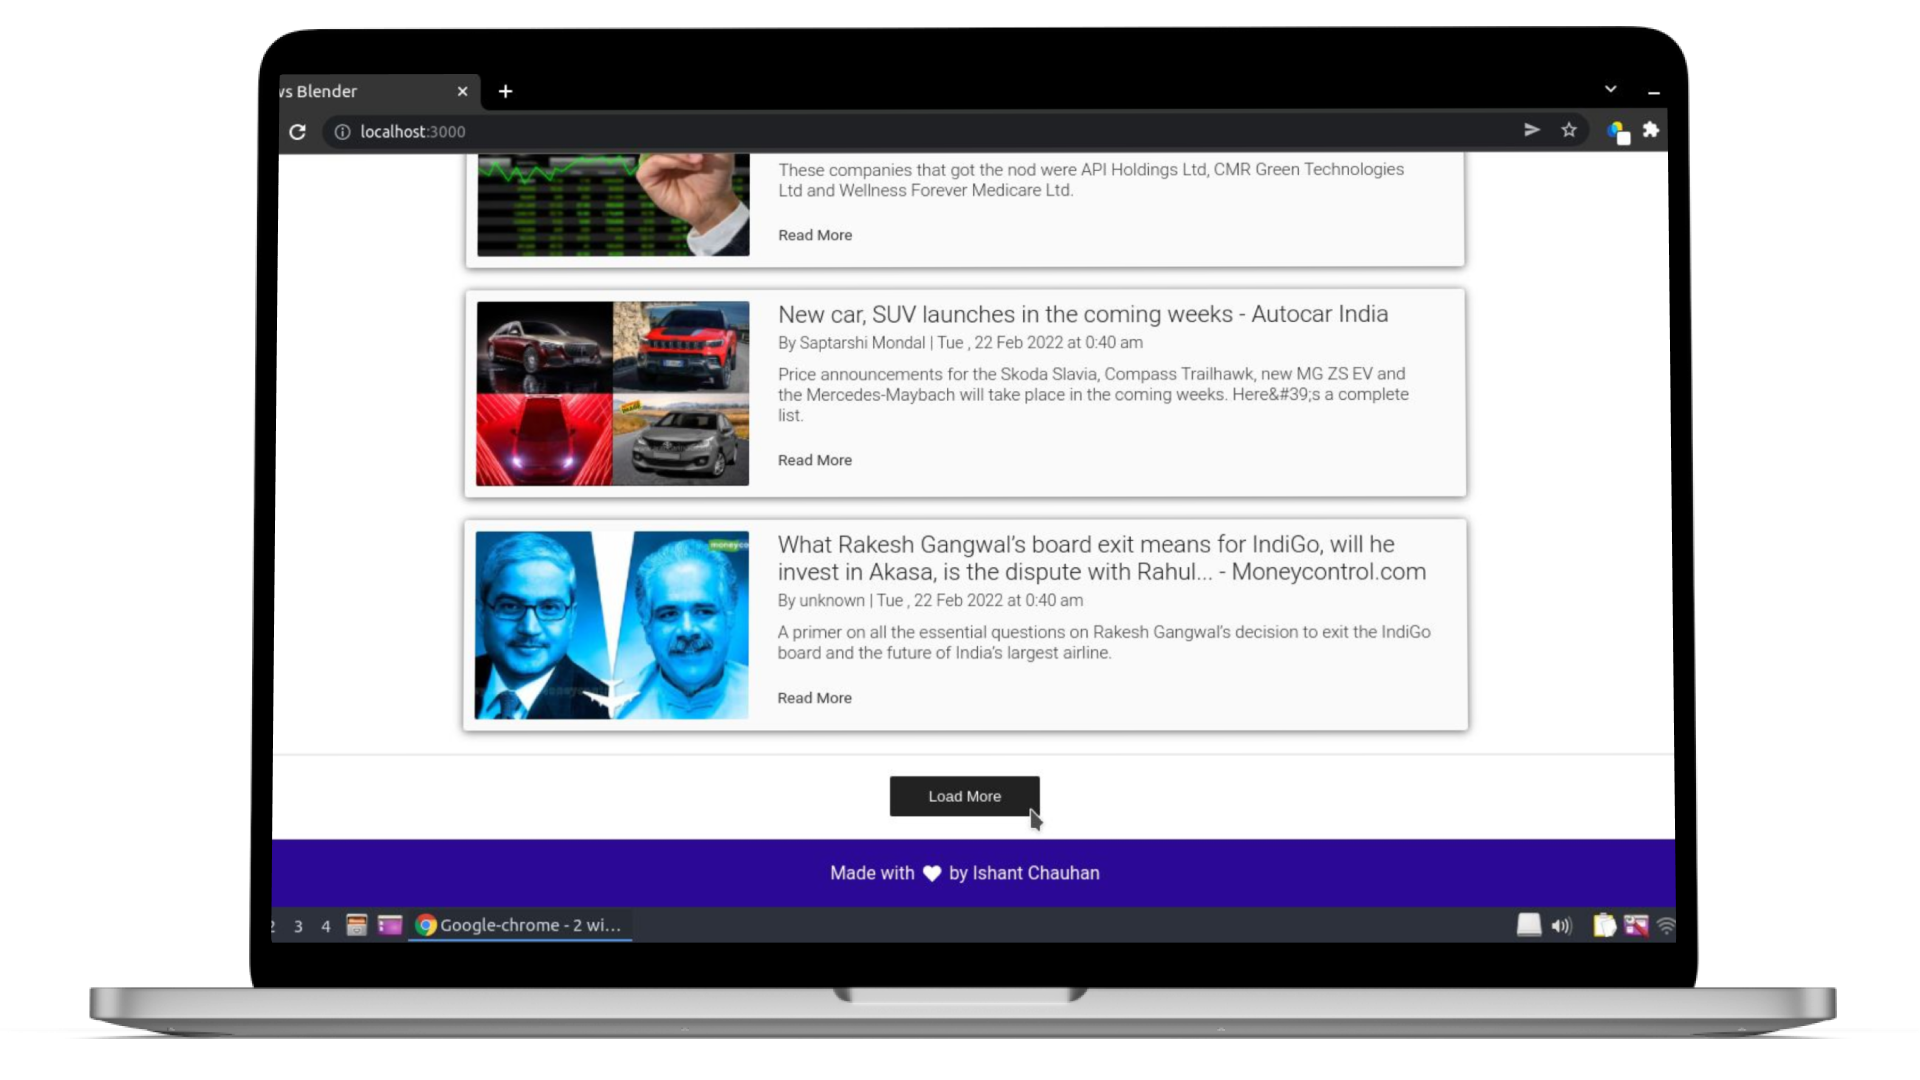 ws Blender
localhost:3000
These companies that got the nod were API Holdings Ltd, CMR Green Technologies
Ltd and Wellness Forever Medicare Ltd.
Read More
New car, SUV launches in the coming weeks - Autocar India
By Saptarshi Mondal | Tue , 22 Feb 2022 at 0:40 am
Price announcements for the Skoda Slavia, Compass Trailhawk, new MG ZS EV and
the Mercedes-Maybach will take place in the coming weeks. Here&#39;s a complete
list.
Read More
moneyco
What Rakesh Gangwal’s board exit means for IndiGo, will he
invest in Akasa, is the dispute with Rahul... - Moneycontrol.com
By unknown | Tue , 22 Feb 2022 at 0:40 am
A primer on all the essential questions on Rakesh Gangwal’s decision to exit the IndiGo
board and the future of India’s largest airline.
Read More
Load More
Made with by Ishant Chauhan
2 3 4 Google-chrome - 2 wi...